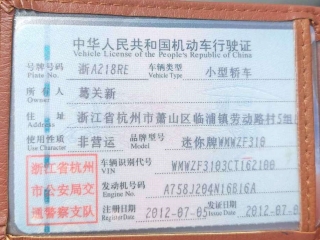 中华人民共和国机动车行驶证
Vehicle License of the People's Republic of China
号牌号码 浙A218RE 车辆类型 小型轿车
Plate No. Vehicle Type
所有人 葛关新
Owner
住址 浙江省杭州市萧山区临浦镇劳动路村5组
Address
使用性质 非营运 品牌型号 迷你牌WMWZF310
Use Character Model
浙江省杭州
市公安局交
通警察支队
车辆识别代号 WMWZF3103CT162100
VIN
发动机号码 A758J204N16B16A
Engine No.
注册日期 2012-07-05 发证日期 2012-07-0
Register Date Issue Date